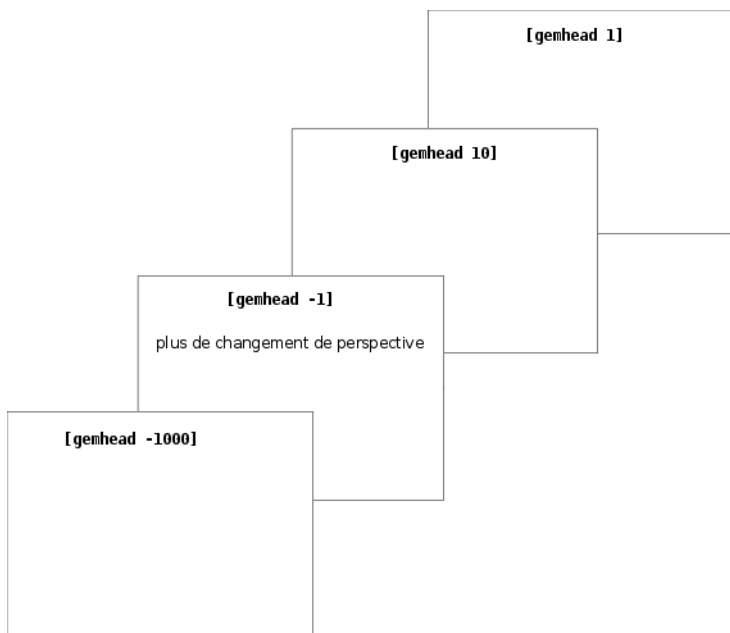 [gemhead 1]
[gemhead 10]
[gemhead -1]
plus de changement de perspective
[gemhead -1000]